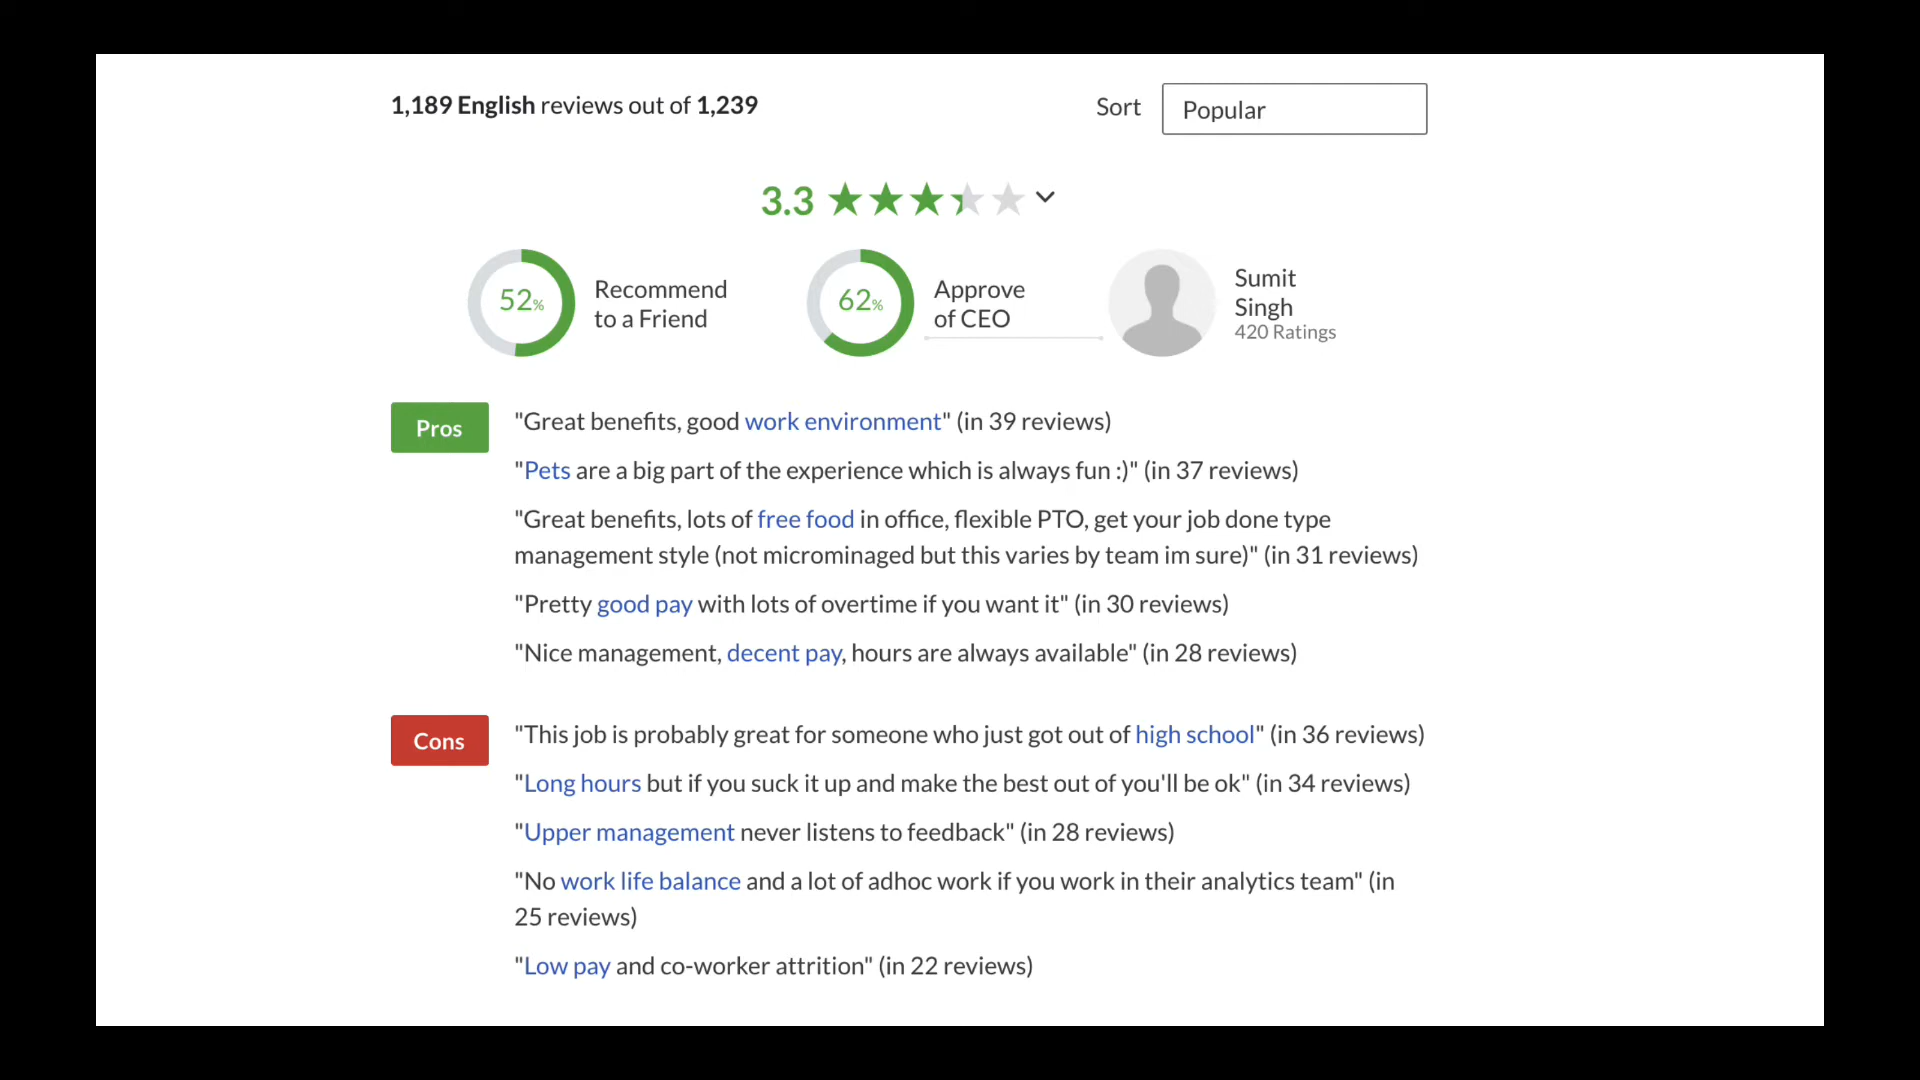 1,189 English reviews out of 1,239
Sort
Popular
3.3
52%
Recommend
to a Friend
62%
Approve
of CEO
Sumit
Singh
420 Ratings
Pros
"Great benefits, good work environment" (in 39 reviews)
"Pets are a big part of the experience which is always fun :)" (in 37 reviews)
"Great benefits, lots of free food in office, flexible PTO, get your job done type
management style (not microminaged but this varies by team im sure)" (in 31 reviews)
"Pretty good pay with lots of overtime if you want it" (in 30 reviews)
"Nice management, decent pay, hours are always available" (in 28 reviews)
Cons
"This job is probably great for someone who just got out of high school" (in 36 reviews)
"Long hours but if you suck it up and make the best out of you'll be ok" (in 34 reviews)
"Upper management never listens to feedback" (in 28 reviews)
"No work life balance and a lot of adhoc work if you work in their analytics team" (in
25 reviews)
"Low pay and co-worker attrition" (in 22 reviews)